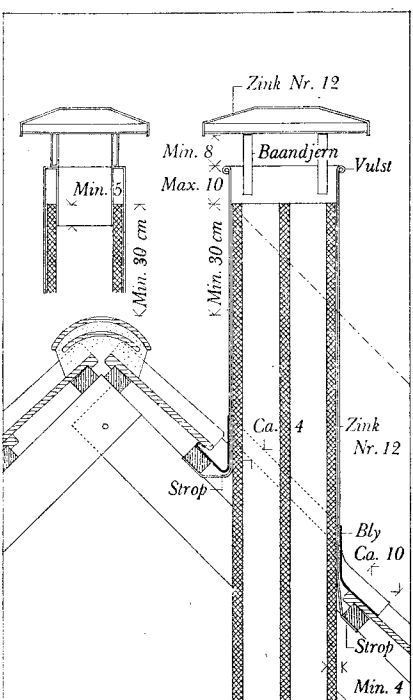 Zink Nr. 12
Min. 8
Baandjern
Vulst
Min. 5
Max. 10
Min. 30 cm
Min. 30 cm
Ca. 4
Zink
Nr. 12
Strop
Bly
Ca. 10
Strop
Min. 4